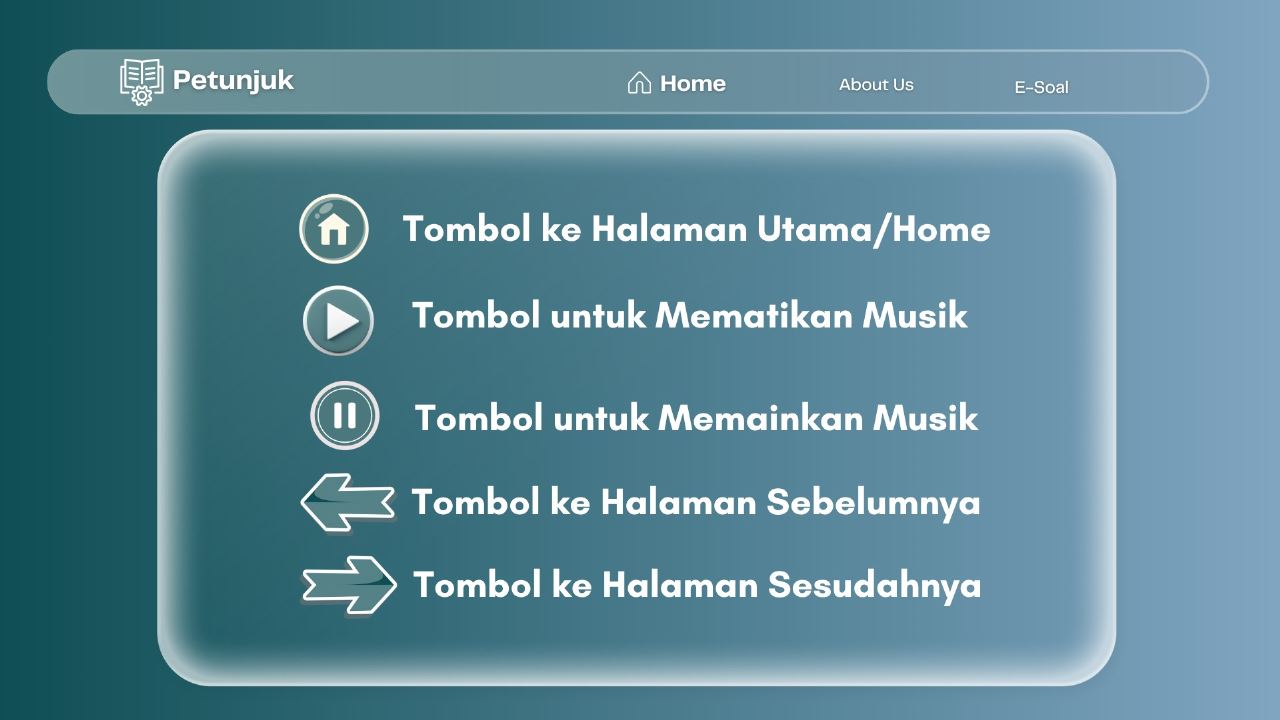 Petunjuk
Home
About Us
E-Soal
Tombol ke Halaman Utama/Home
Tombol untuk Mematikan Musik
Tombol untuk Memainkan Musik
Tombol ke Halaman Sebelumnya
Tombol ke Halaman Sesudahnya